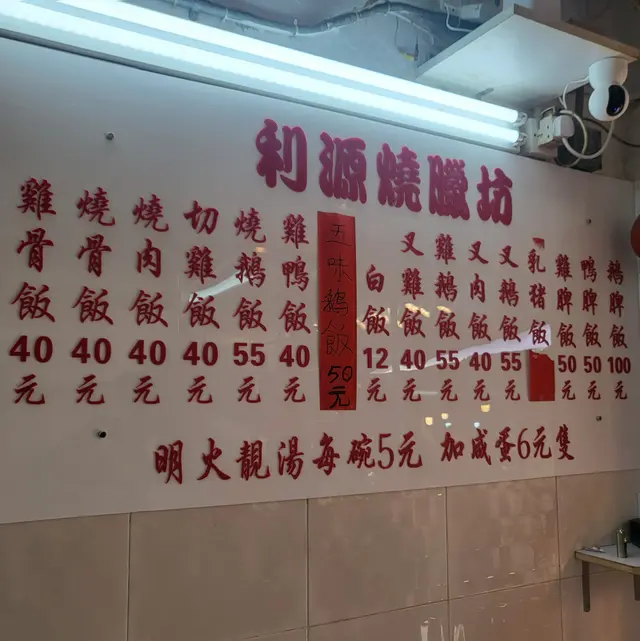 利源燒臘坊
雞骨飯40元
燒骨飯40元
燒肉飯40元
切雞飯40元
燒鵝飯55元
雞鴨飯40元
五味鵝飯50元
白飯12元
叉雞飯40元
雞鵝飯55元
叉肉飯40元
叉鵝飯55元
乳豬飯
雞髀飯50元
鴨髀飯50元
鵝髀飯100元
明火靚湯每碗5元 加咸蛋6元隻